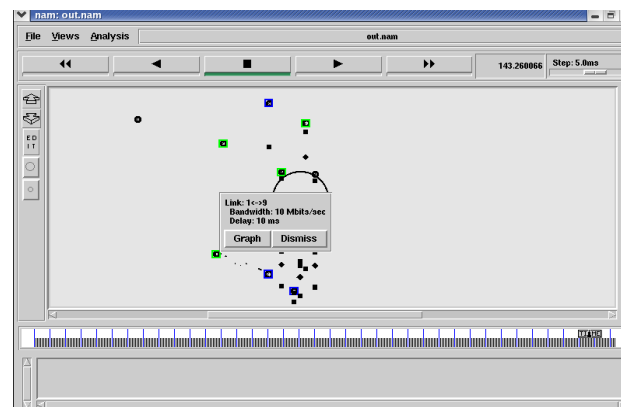 nam: out.nam
File Views Analysis out.nam
143.260066 Step: 5.0ms
ED
IT
Link: 1<->9
Bandwidth: 10 Mbits/sec
Delay: 10 ms
Graph Dismiss
TIME